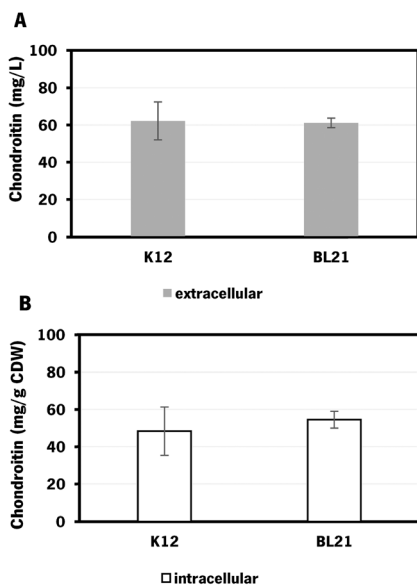 A
Chondroitin (mg/L)
100
80
60
40
20
0
K12 BL21
extracellular
B
Chondroitin (mg/g CDW)
100
80
60
40
20
0
K12 BL21
intracellular